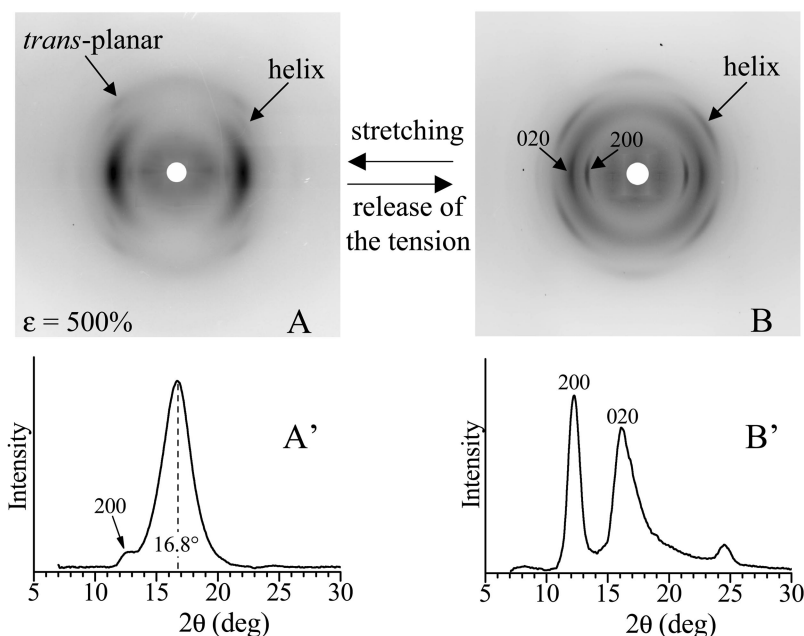 trans-planar
helix
A
ε = 500%
stretching
release of
the tension
helix
020
200
B
Intensity
200
16.8°
A’
5 10 15 20 25 30
2θ (deg)
Intensity
200
020
B’
5 10 15 20 25 30
2θ (deg)